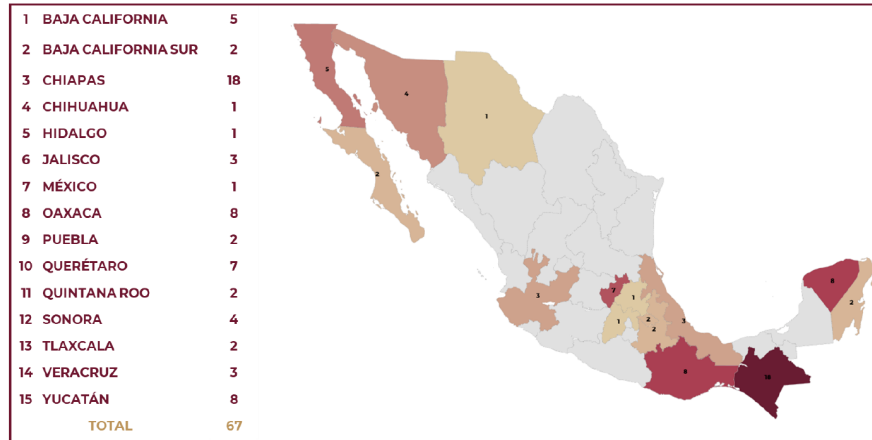 1 BAJA CALIFORNIA 5
2 BAJA CALIFORNIA SUR 2
3 CHIAPAS 18
4 CHIHUAHUA 1
5 HIDALGO 1
6 JALISCO 3
7 MÉXICO 1
8 OAXACA 8
9 PUEBLA 2
10 QUERÉTARO 7
11 QUINTANA ROO 2
12 SONORA 4
13 TLAXCALA 2
14 VERACRUZ 3
15 YUCATÁN 8
TOTAL 67
5
4
1
2
3
7
1
1
2
2
3
8
18
8
2